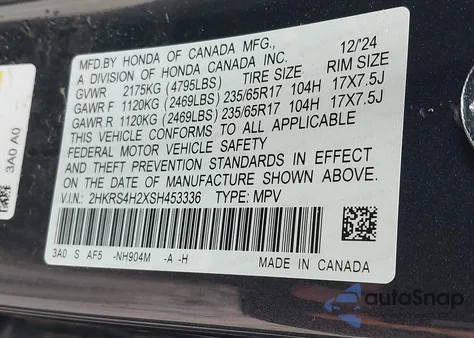 MFD.BY HONDA OF CANADA MFG.,
A DIVISION OF HONDA CANADA INC. 12/'24
GVWR 2175KG (4795LBS) TIRE SIZE RIM SIZE
GAWR F 1120KG (2469LBS) 235/65R17 104H 17X7.5J
GAWR R 1120KG (2469LBS) 235/65R17 104H 17X7.5J
THIS VEHICLE CONFORMS TO ALL APPLICABLE
FEDERAL MOTOR VEHICLE SAFETY
AND THEFT PREVENTION STANDARDS IN EFFECT ON
THE DATE OF MANUFACTURE SHOWN ABOVE.
V.I.N: 2HKRS4H2XSH453336 TYPE: MPV
3A0 S AF5 -NH904M -A -H
MADE IN CANADA
3A0 A0
autoSnap